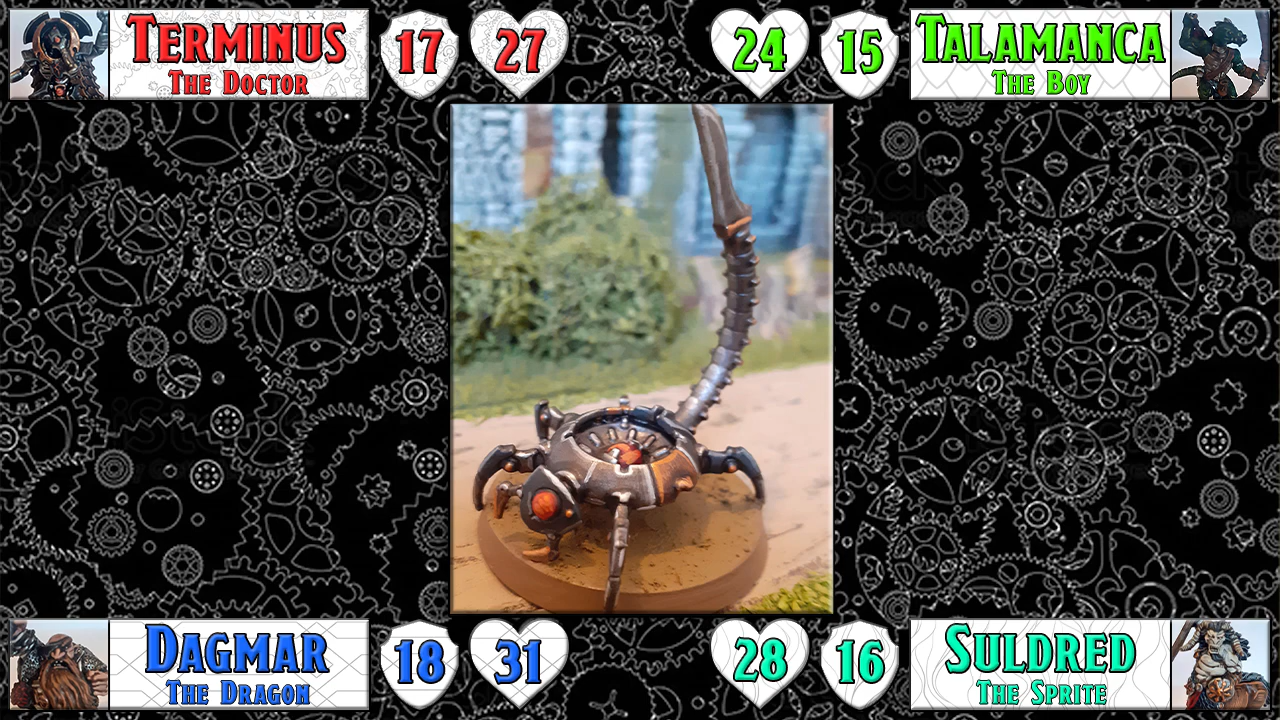 TERMINUS
THE DOCTOR
17
27
24
15
TALAMANCA
THE BOY
DAGMAR
THE DRAGON
18
31
28
16
SULDRED
THE SPRITE